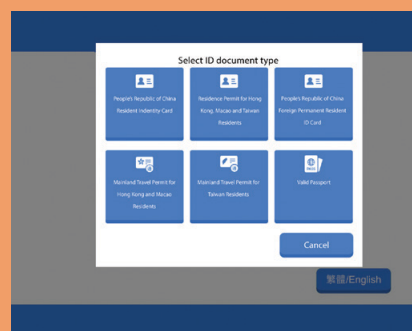 Select ID document type
People's Republic of China
Resident Indentity Card
Residence Permit for Hong
Kong, Macao and Taiwan
Residents
People's Republic of China
Foreign Permanent Resident
ID Card
Mainland Travel Permit for
Hong Kong and Macao
Residents
Mainland Travel Permit for
Taiwan Residents
Valid Passport
Cancel
繁體/English